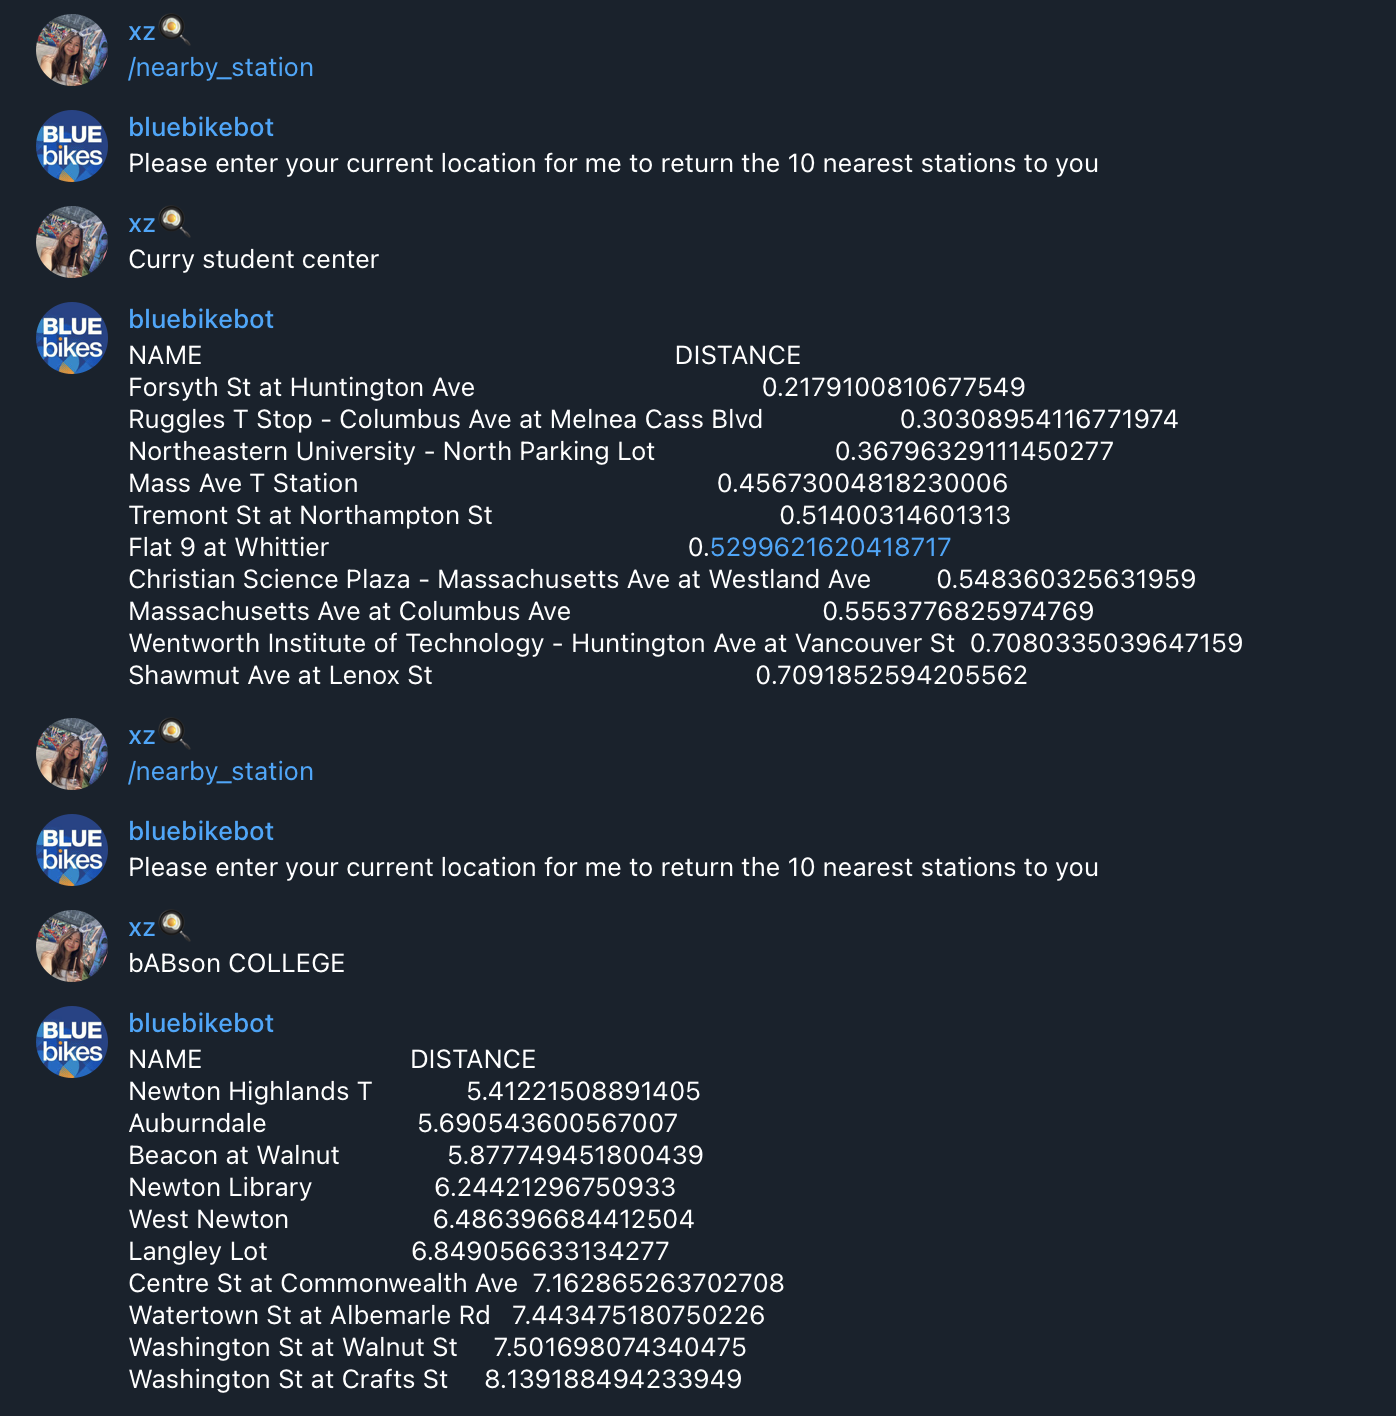 xz🍳
/nearby_station
BLUE
bikes
bluebikebot
Please enter your current location for me to return the 10 nearest stations to you
xz🍳
Curry student center
BLUE
bikes
bluebikebot
NAME DISTANCE
Forsyth St at Huntington Ave 0.2179100810677549
Ruggles T Stop - Columbus Ave at Melnea Cass Blvd 0.30308954116771974
Northeastern University - North Parking Lot 0.36796329111450277
Mass Ave T Station 0.45673004818230006
Tremont St at Northampton St 0.51400314601313
Flat 9 at Whittier 0.5299621620418717
Christian Science Plaza - Massachusetts Ave at Westland Ave 0.548360325631959
Massachusetts Ave at Columbus Ave 0.5553776825974769
Wentworth Institute of Technology - Huntington Ave at Vancouver St 0.7080335039647159
Shawmut Ave at Lenox St 0.7091852594205562
xz🍳
/nearby_station
BLUE
bikes
bluebikebot
Please enter your current location for me to return the 10 nearest stations to you
xz🍳
bABson COLLEGE
BLUE
bikes
bluebikebot
NAME DISTANCE
Newton Highlands T 5.41221508891405
Auburndale 5.690543600567007
Beacon at Walnut 5.877749451800439
Newton Library 6.24421296750933
West Newton 6.486396684412504
Langley Lot 6.849056633134277
Centre St at Commonwealth Ave 7.162865263702708
Watertown St at Albemarle Rd 7.443475180750226
Washington St at Walnut St 7.501698074340475
Washington St at Crafts St 8.139188494233949